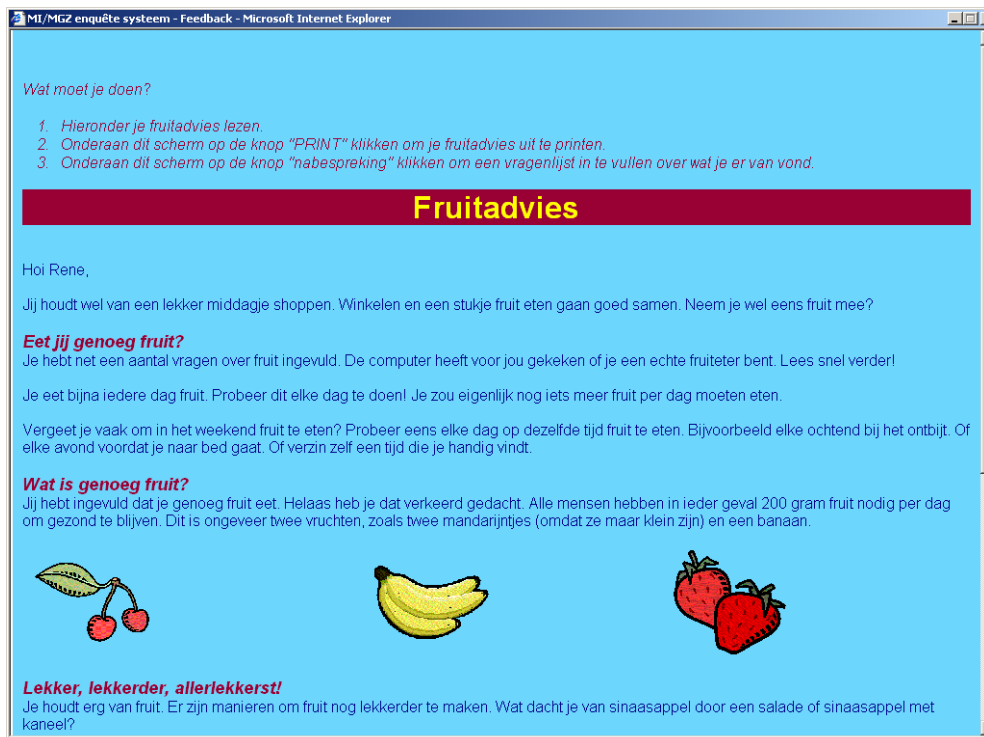 MI/MGZ enquête systeem - Feedback - Microsoft Internet Explorer
Wat moet je doen?
1. Hieronder je fruitadvies lezen.
2. Onderaan dit scherm op de knop "PRINT" klikken om je fruitadvies uit te printen.
3. Onderaan dit scherm op de knop "nabespreking" klikken om een vragenlijst in te vullen over wat je er van vond.
Fruitadvies
Hoi Rene,
Jij houdt wel van een lekker middagje shoppen. Winkelen en een stukje fruit eten gaan goed samen. Neem je wel eens fruit mee?
Eet jij genoeg fruit?
Je hebt net een aantal vragen over fruit ingevuld. De computer heeft voor jou gekeken of je een echte fruiteter bent. Lees snel verder!
Je eet bijna iedere dag fruit. Probeer dit elke dag te doen! Je zou eigenlijk nog iets meer fruit per dag moeten eten.
Vergeet je vaak om in het weekend fruit te eten? Probeer eens elke dag op dezelfde tijd fruit te eten. Bijvoorbeeld elke ochtend bij het ontbijt. Of
elke avond voordat je naar bed gaat. Of verzin zelf een tijd die je handig vindt.
Wat is genoeg fruit?
Jij hebt ingevuld dat je genoeg fruit eet. Helaas heb je dat verkeerd gedacht. Alle mensen hebben in ieder geval 200 gram fruit nodig per dag
om gezond te blijven. Dit is ongeveer twee vruchten, zoals twee mandarijntjes (omdat ze maar klein zijn) en een banaan.
Lekker, lekkerder, allerlekkerst!
Je houdt erg van fruit. Er zijn manieren om fruit nog lekkerder te maken. Wat dacht je van sinaasappel door een salade of sinaasappel met
kaneel?